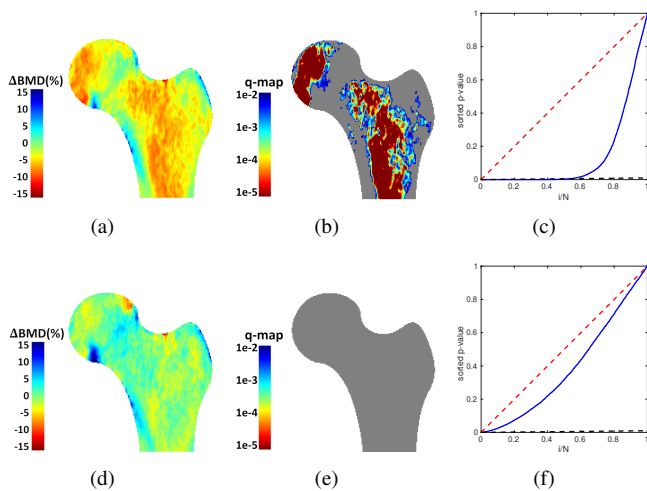 ΔBMD(%)
15
10
5
0
-5
-10
-15
q-map
1e-2
1e-3
1e-4
1e-5
sorted p-value
1
0.8
0.6
0.4
0.2
0
0 0.2 0.4 0.6 0.8 1
i/N
(a) (b) (c)
ΔBMD(%)
15
10
5
0
-5
-10
-15
q-map
1e-2
1e-3
1e-4
1e-5
sorted p-value
1
0.8
0.6
0.4
0.2
0
0 0.2 0.4 0.6 0.8 1
i/N
(d) (e) (f)